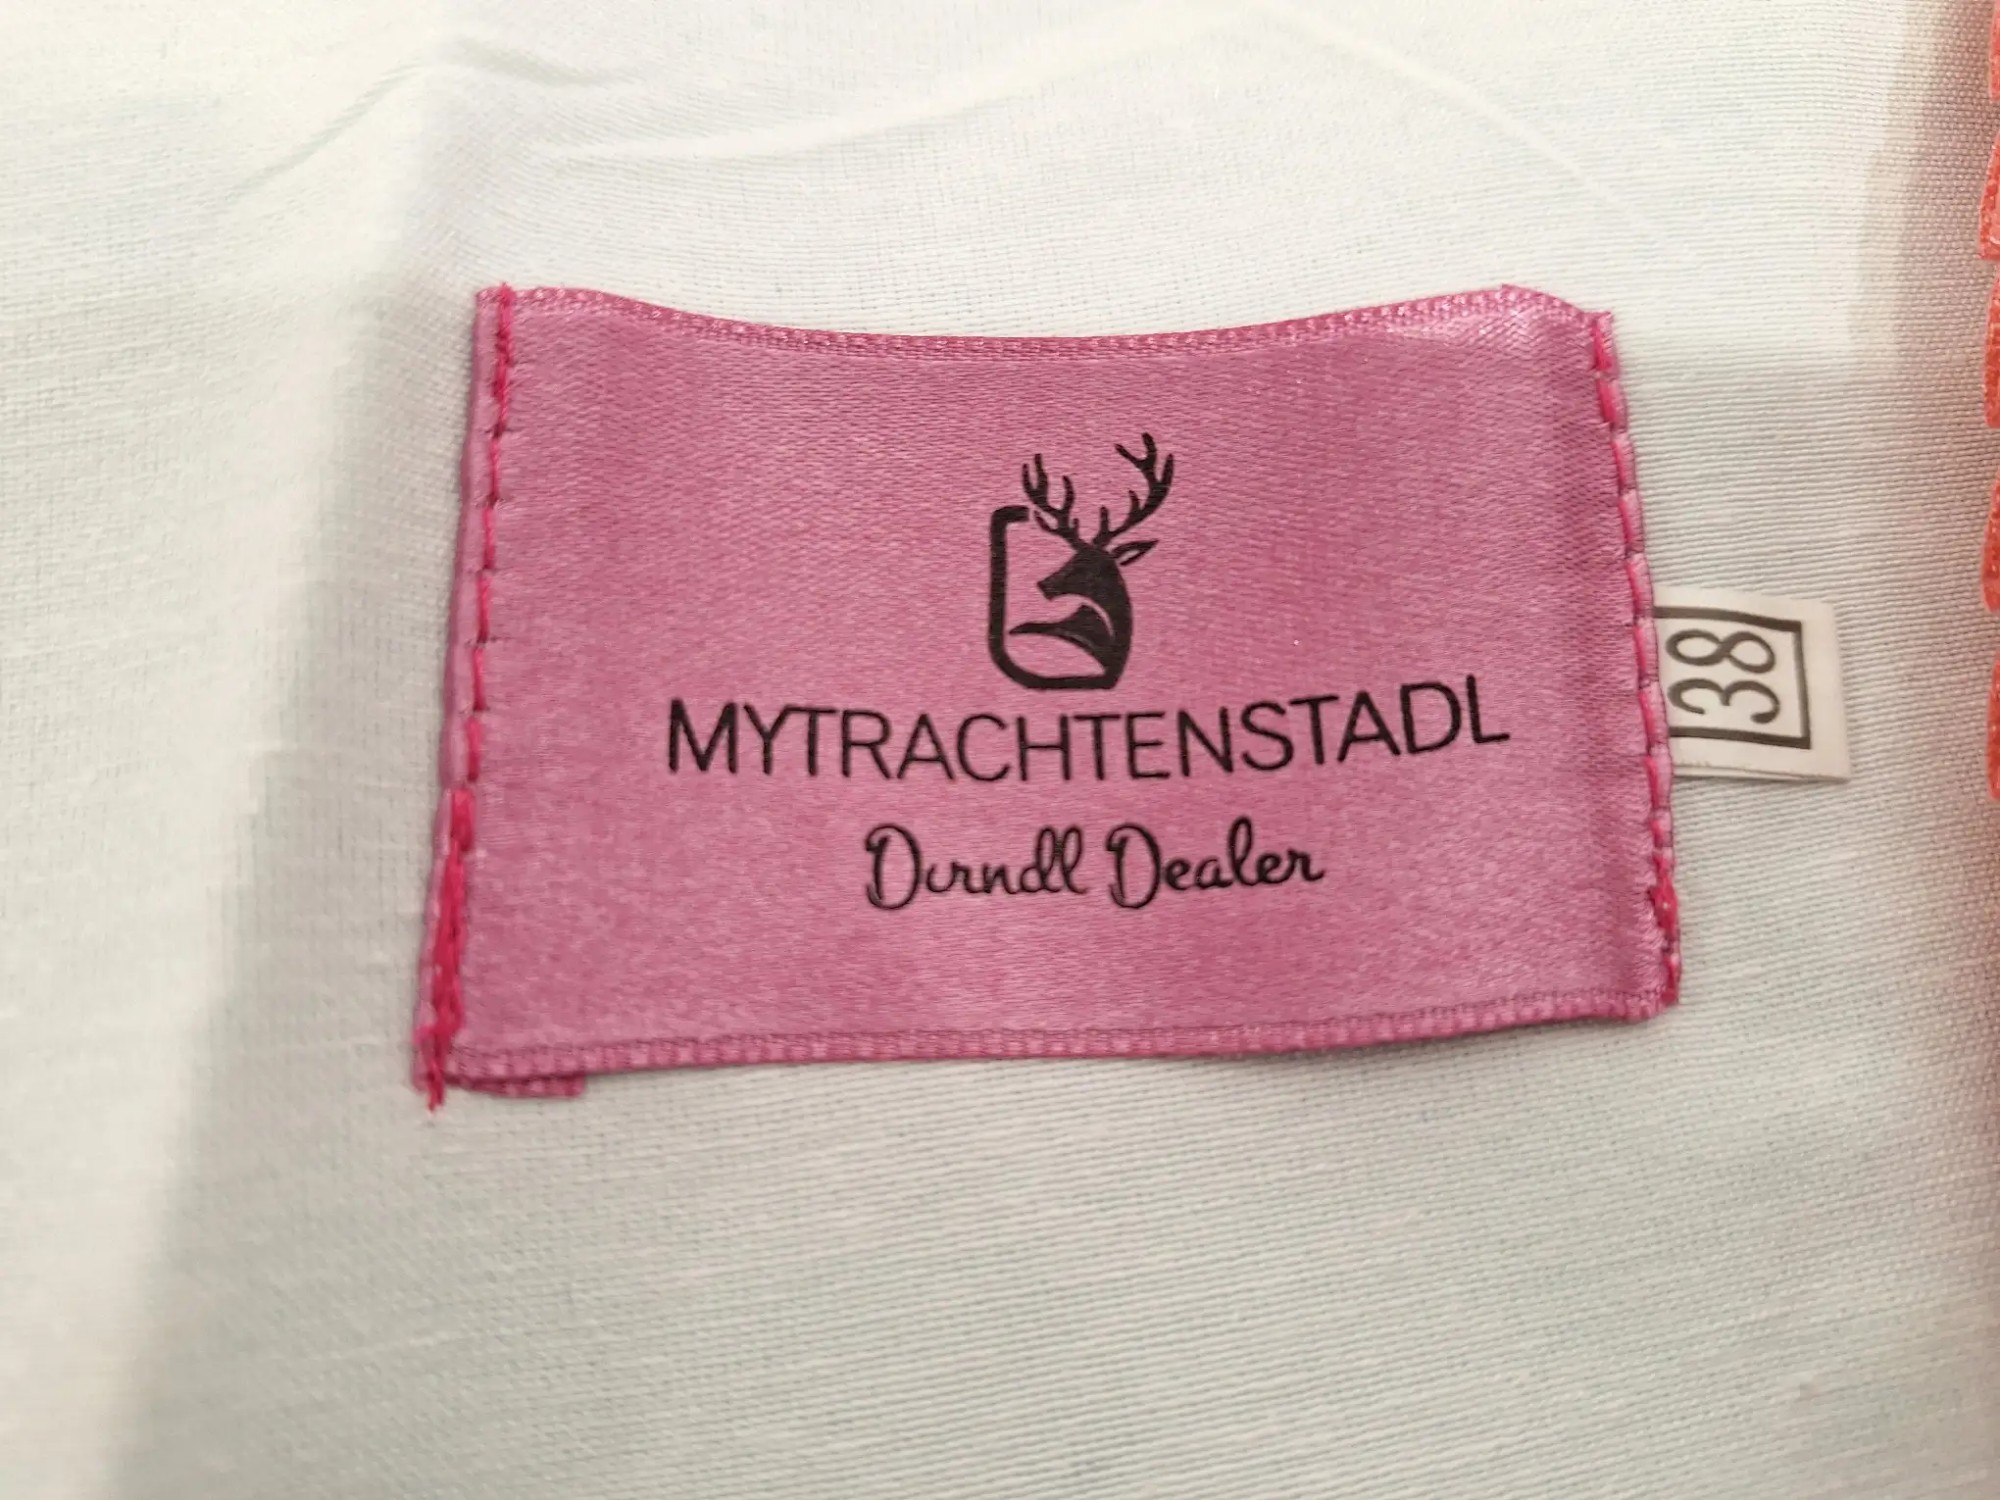 MYTRACHTENSTADL
Dirndl Dealer
38